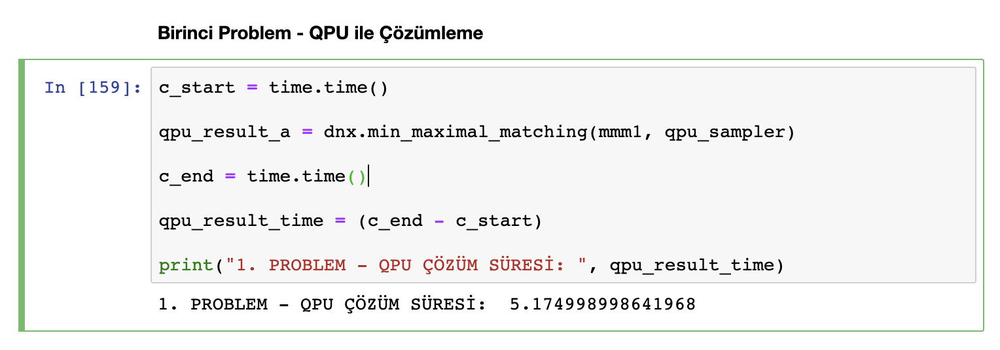 Birinci Problem - QPU ile Çözümleme
In [159]: c_start = time.time()
qpu_result_a = dnx.min_maximal_matching(mmm1, qpu_sampler)
c_end = time.time()
qpu_result_time = (c_end - c_start)
print("1. PROBLEM - QPU ÇÖZÜM SÜRESİ: ", qpu_result_time)
1. PROBLEM - QPU ÇÖZÜM SÜRESİ:  5.174998998641968